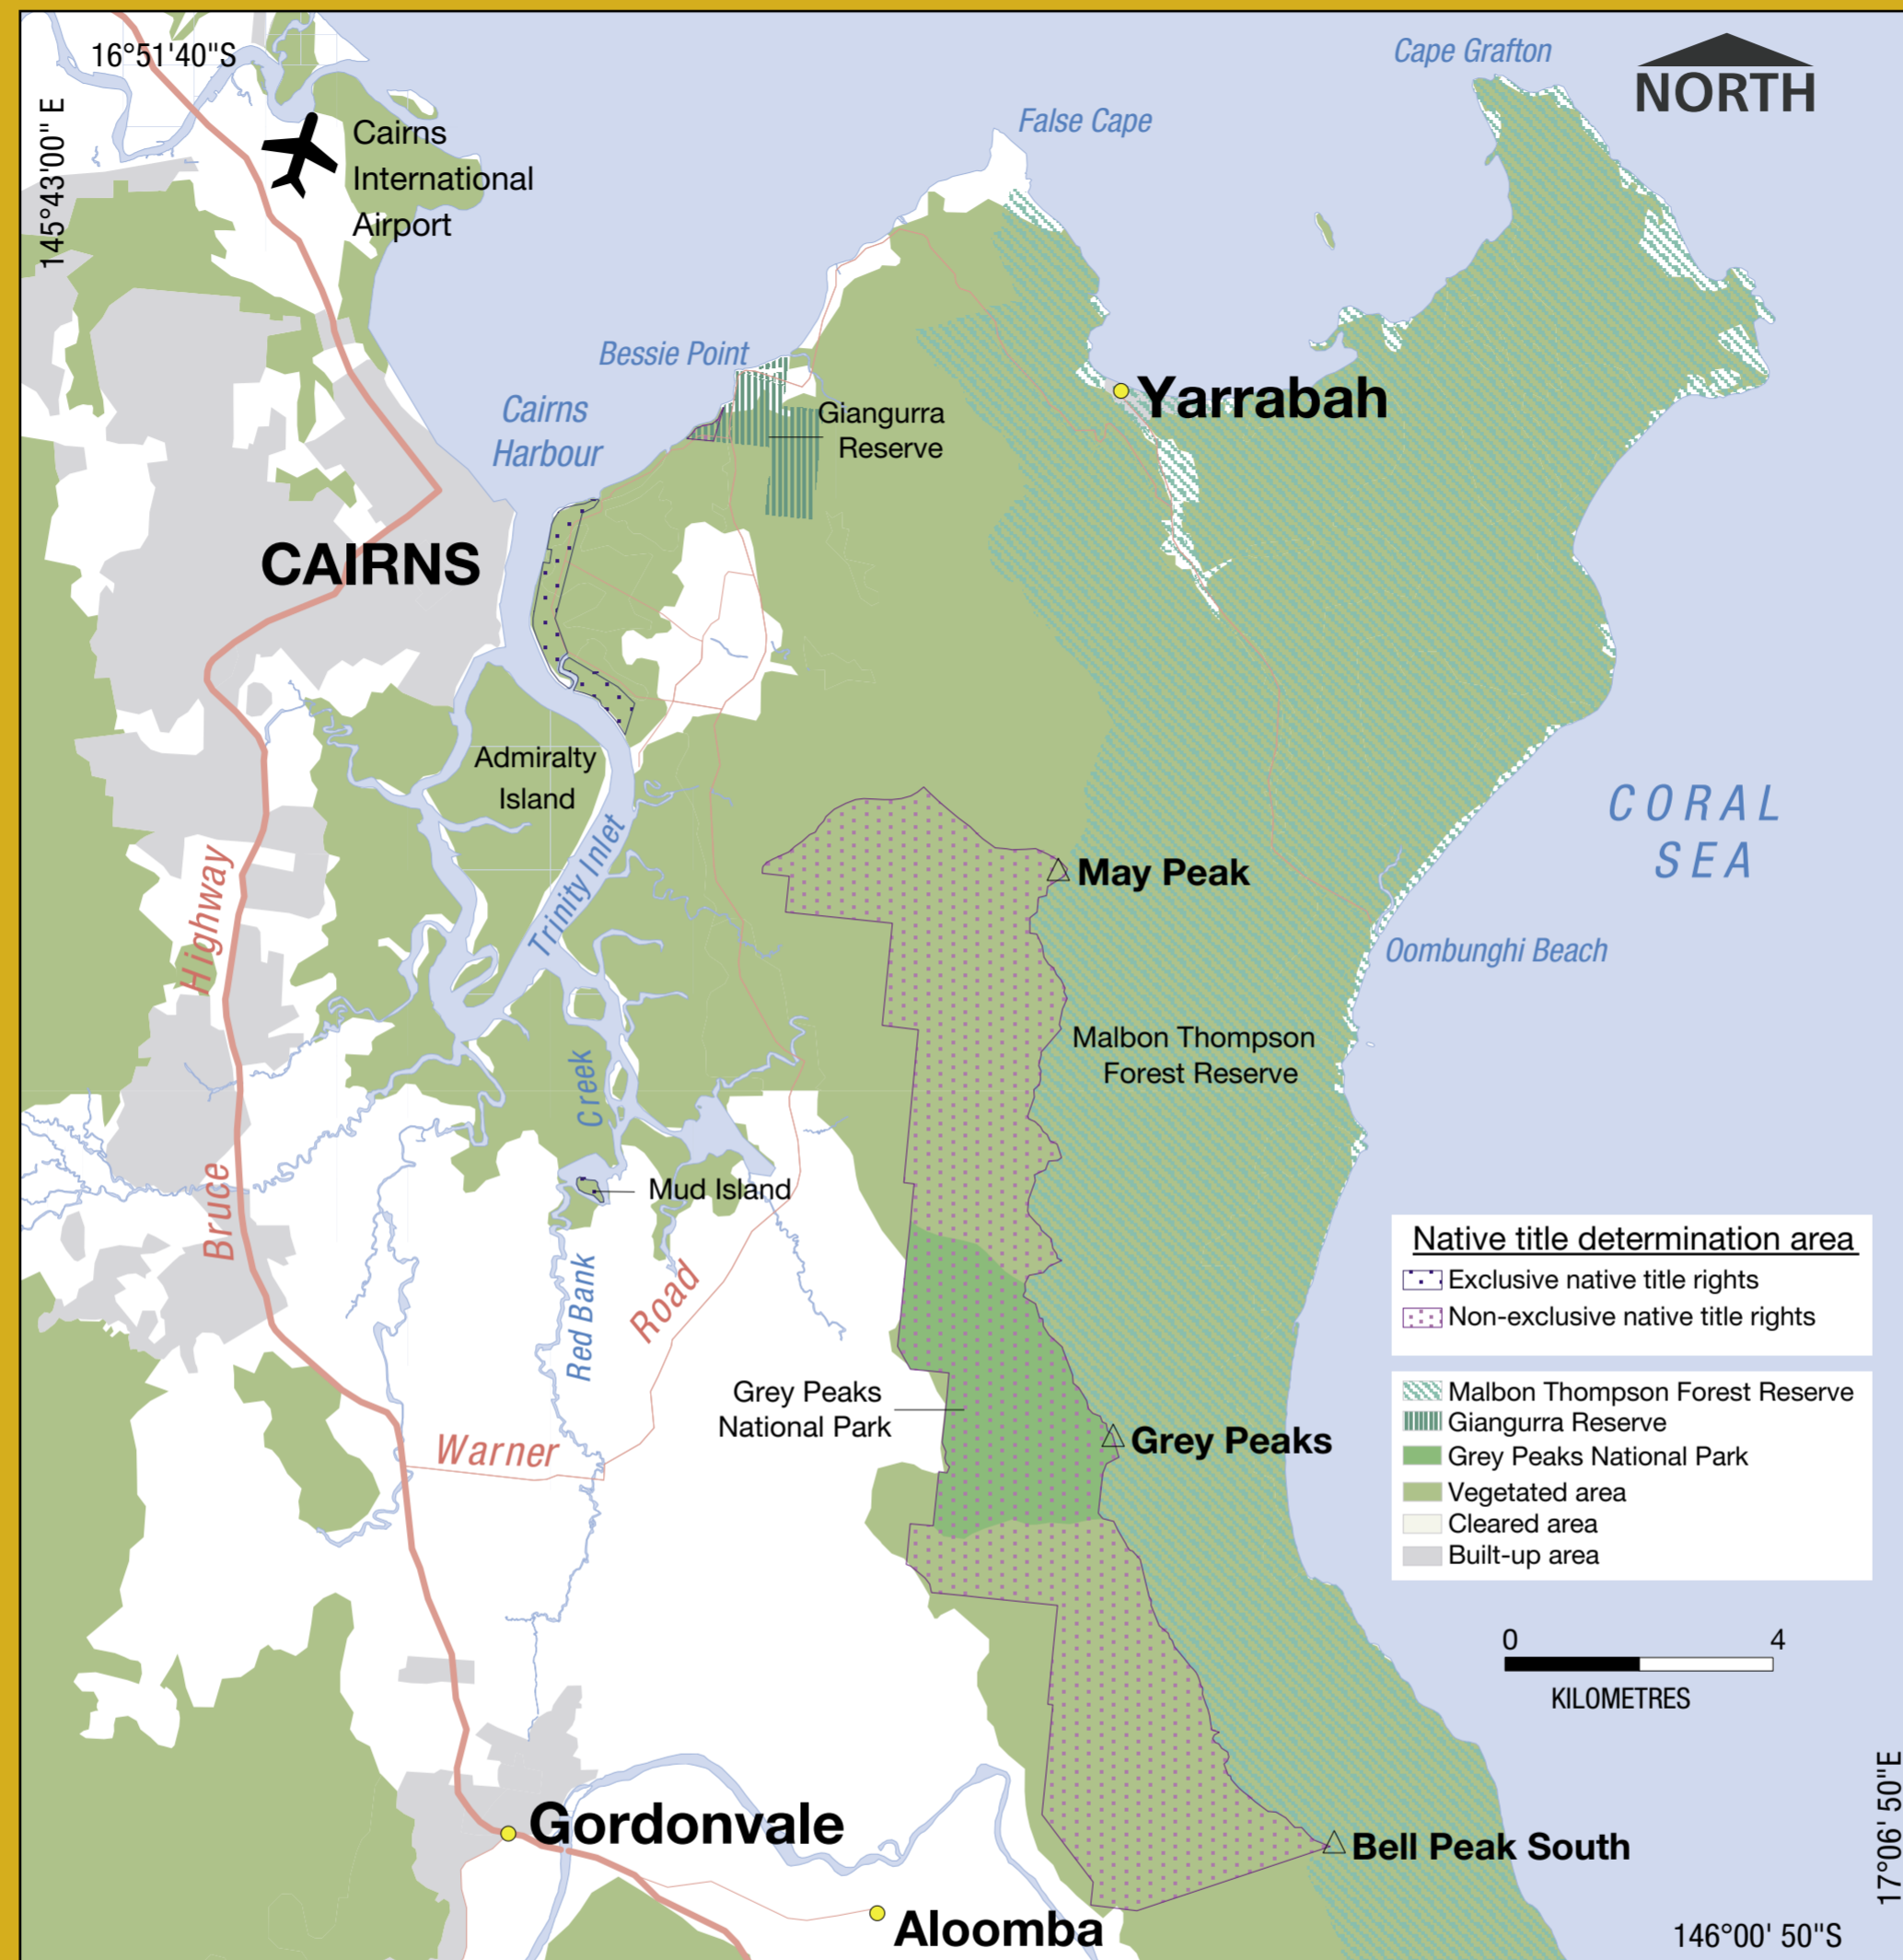 16°51'40"S
145°43'00" E
Cairns
International
Airport
Cape Grafton
NORTH
False Cape
Bessie Point
Cairns
Harbour
Giangurra
Reserve
Yarrabah
CAIRNS
Admiralty
Island
Trinity Inlet
CORAL
SEA
May Peak
Highway
Oombunghi Beach
Malbon Thompson
Forest Reserve
Creek
Mud Island
Bruce
Red Bank
Road
Native title determination area
Exclusive native title rights
Non-exclusive native title rights
Grey Peaks
National Park
Warner
Grey Peaks
Malbon Thompson Forest Reserve
Giangurra Reserve
Grey Peaks National Park
Vegetated area
Cleared area
Built-up area
0 4
KILOMETRES
Gordonvale
Bell Peak South
Aloomba
17°06' 50"E
146°00' 50"S